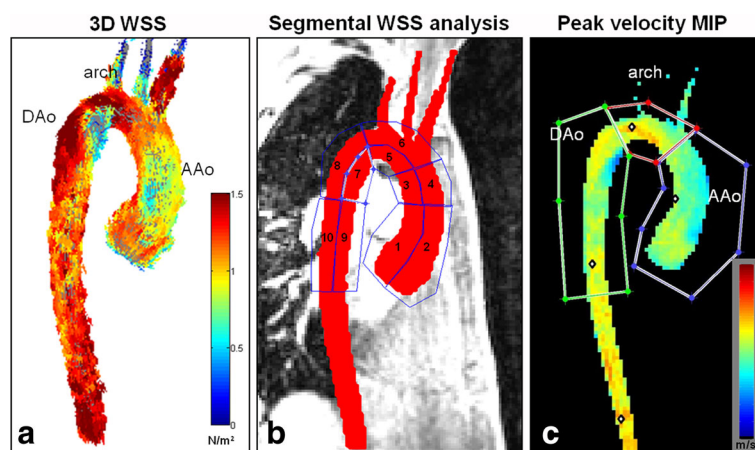 3D WSS
arch
DAo
AAo
1.5
1
0.5
0
N/m²
a
Segmental WSS analysis
6
5
8
7
3
4
10
9
1
2
b
Peak velocity MIP
arch
DAo
AAo
m/s
c